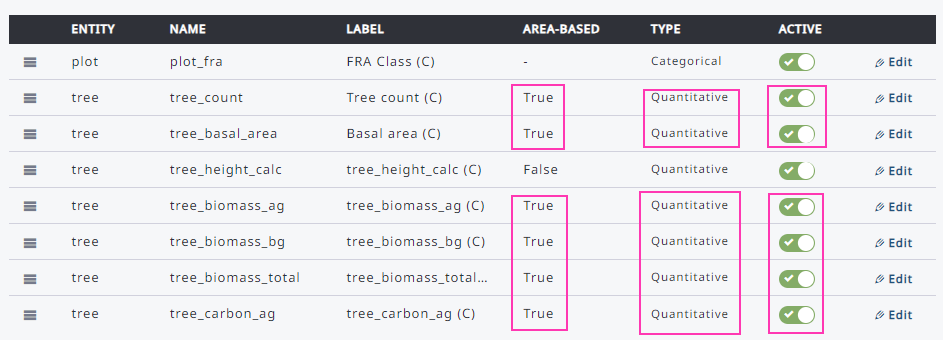 ENTITY NAME LABEL AREA-BASED TYPE ACTIVE
plot plot_fra FRA Class (C) - Categorical Edit
tree tree_count Tree count (C) True Quantitative Edit
tree tree_basal_area Basal area (C) True Quantitative Edit
tree tree_height_calc tree_height_calc (C) False Quantitative Edit
tree tree_biomass_ag tree_biomass_ag (C) True Quantitative Edit
tree tree_biomass_bg tree_biomass_bg (C) True Quantitative Edit
tree tree_biomass_total tree_biomass_total... True Quantitative Edit
tree tree_carbon_ag tree_carbon_ag (C) True Quantitative Edit